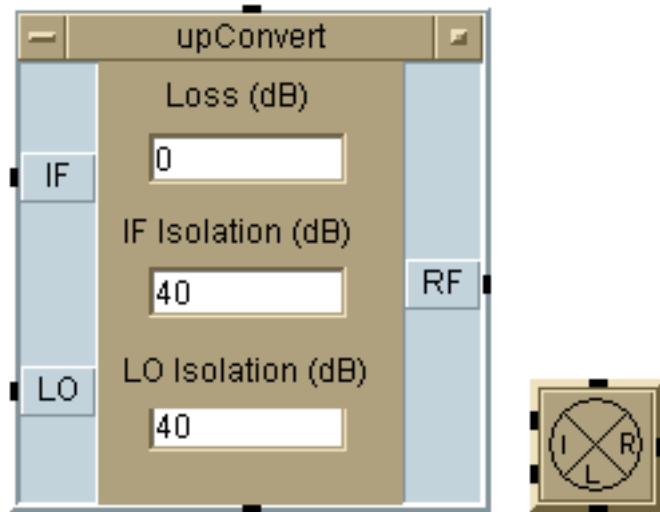 upConvert
Loss (dB)
0
IF
IF Isolation (dB)
40
RF
LO Isolation (dB)
LO
40
I
R
L